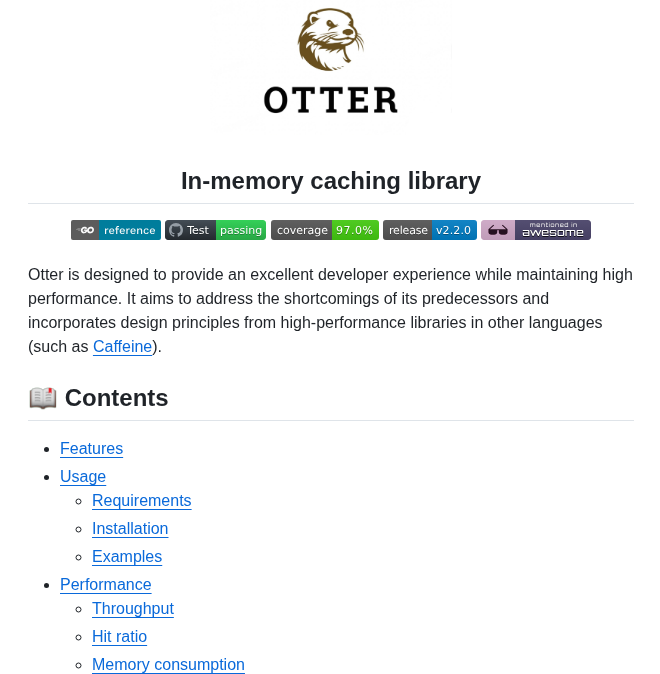 OTTER
In-memory caching library
GO reference Test passing coverage 97.0% release v2.2.0 mentioned in awesome
Otter is designed to provide an excellent developer experience while maintaining high
performance. It aims to address the shortcomings of its predecessors and
incorporates design principles from high-performance libraries in other languages
(such as Caffeine).
Contents
Features
Usage
Requirements
Installation
Examples
Performance
Throughput
Hit ratio
Memory consumption